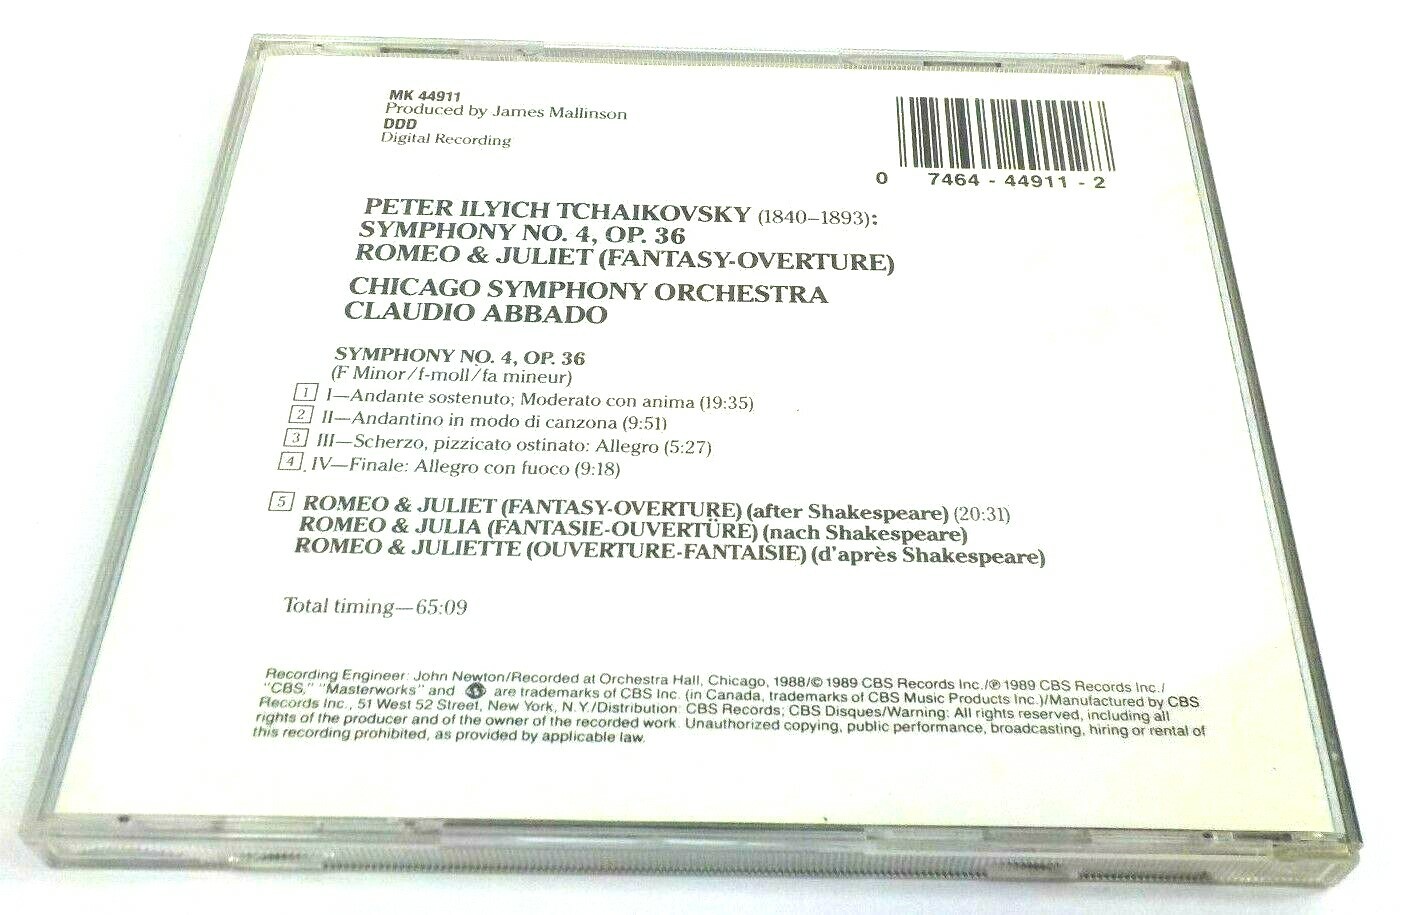 MK 44911
Produced by James Mallinson
DDD
Digital Recording
0 7464 - 44911 - 2
PETER ILYICH TCHAIKOVSKY (1840–1893):
SYMPHONY NO. 4, OP. 36
ROMEO & JULIET (FANTASY-OVERTURE)
CHICAGO SYMPHONY ORCHESTRA
CLAUDIO ABBADO
SYMPHONY NO. 4, OP. 36
(F Minor/f-moll/fa mineur)
1 I—Andante sostenuto; Moderato con anima (19:35)
2 II—Andantino in modo di canzona (9:51)
3 III—Scherzo, pizzicato ostinato: Allegro (5:27)
4 IV—Finale: Allegro con fuoco (9:18)
5 ROMEO & JULIET (FANTASY-OVERTURE) (after Shakespeare) (20:31)
ROMEO & JULIA (FANTASIE-OUVERTÜRE) (nach Shakespeare)
ROMEO & JULIETTE (OUVERTURE-FANTAISIE) (d'après Shakespeare)
Total timing—65:09
Recording Engineer: John Newton/Recorded at Orchestra Hall, Chicago, 1988/© 1989 CBS Records Inc./℗ 1989 CBS Records Inc./
"CBS," "Masterworks" and are trademarks of CBS Inc. (in Canada, trademarks of CBS Music Products Inc.)/Manufactured by CBS
Records Inc., 51 West 52 Street, New York, N.Y./Distribution: CBS Records; CBS Disques/Warning: All rights reserved, including all
rights of the producer and of the owner of the recorded work. Unauthorized copying, public performance, broadcasting, hiring or rental of
this recording prohibited, as provided by applicable law.